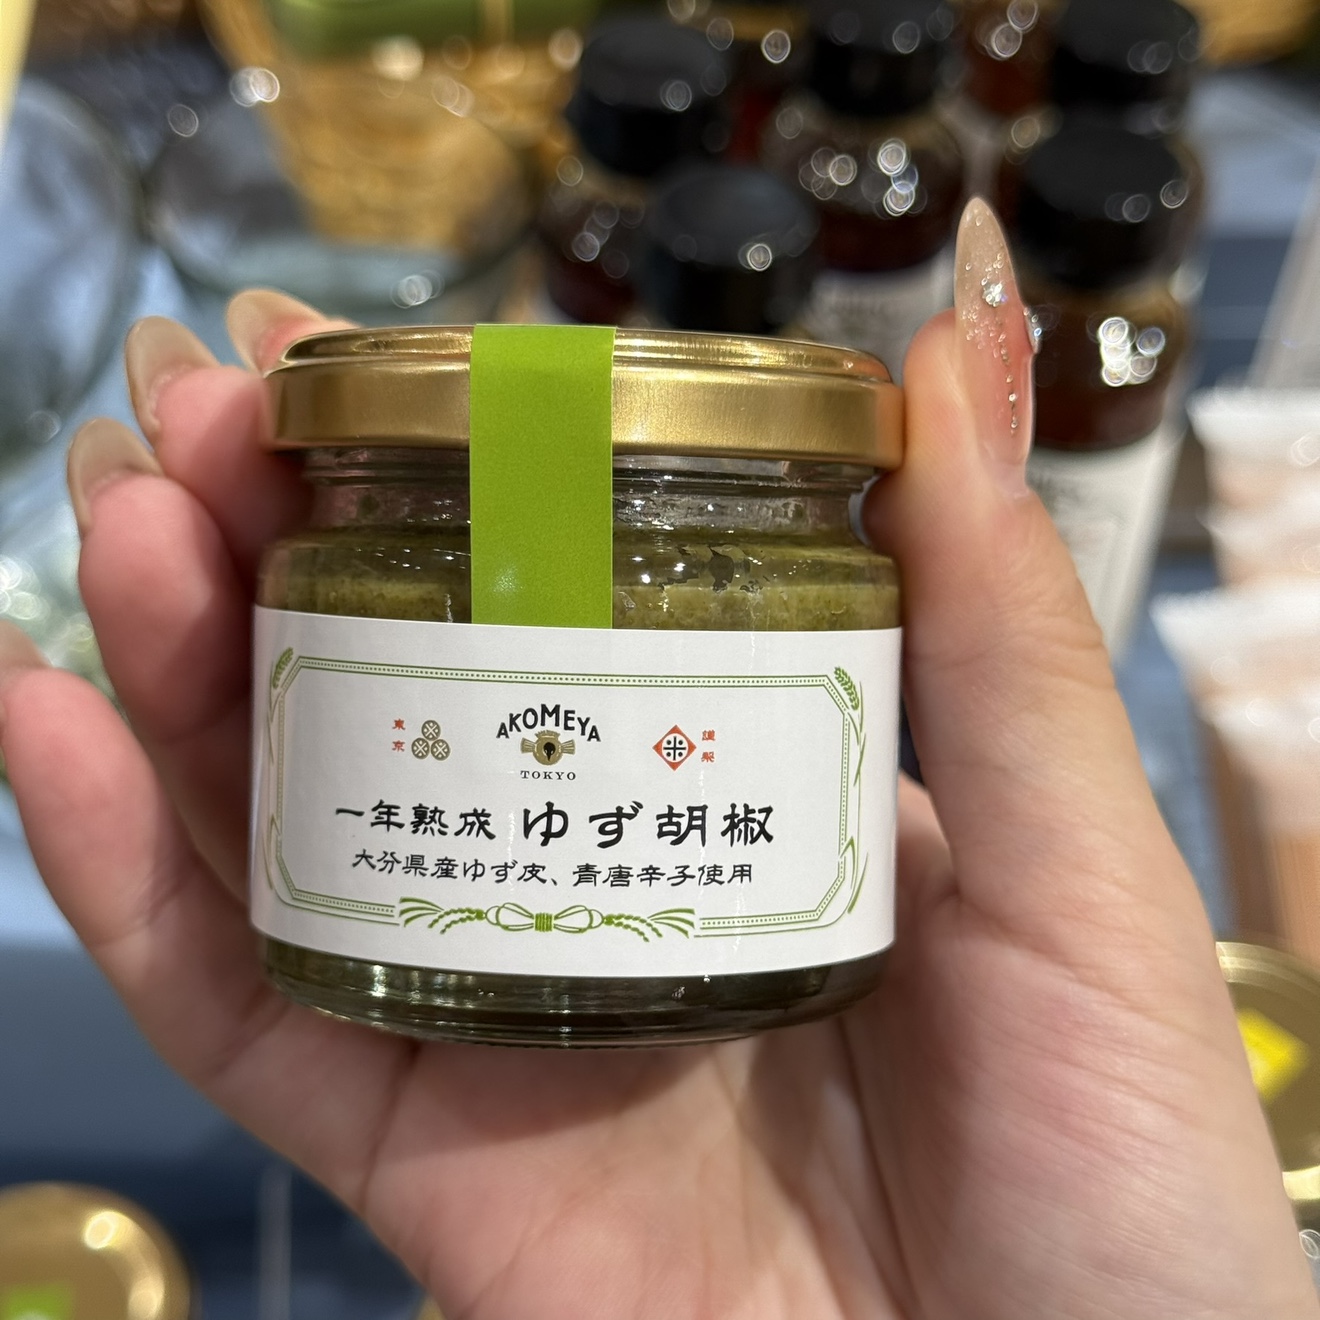 東京
AKOMEYA
TOKYO
謹製
一年熟成 ゆず胡椒
大分県産ゆず皮、青唐辛子使用